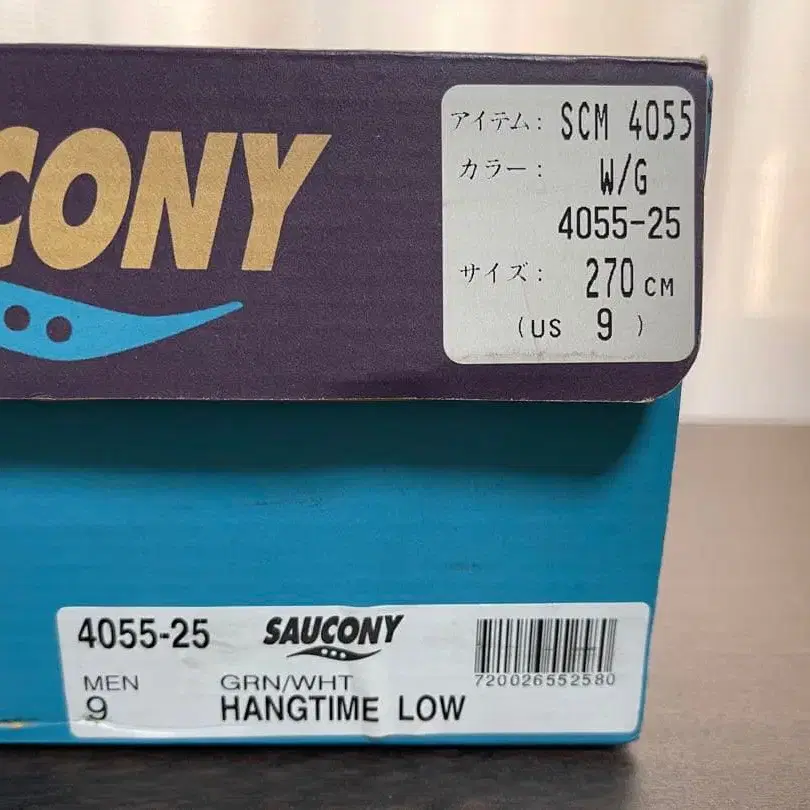 CONY
アイテム: SCM 4055
カラー: W/G
4055-25
サイズ: 270 CM
(US 9)
4055-25 SAUCONY
720026552580
MEN GRN/WHT
9 HANGTIME LOW